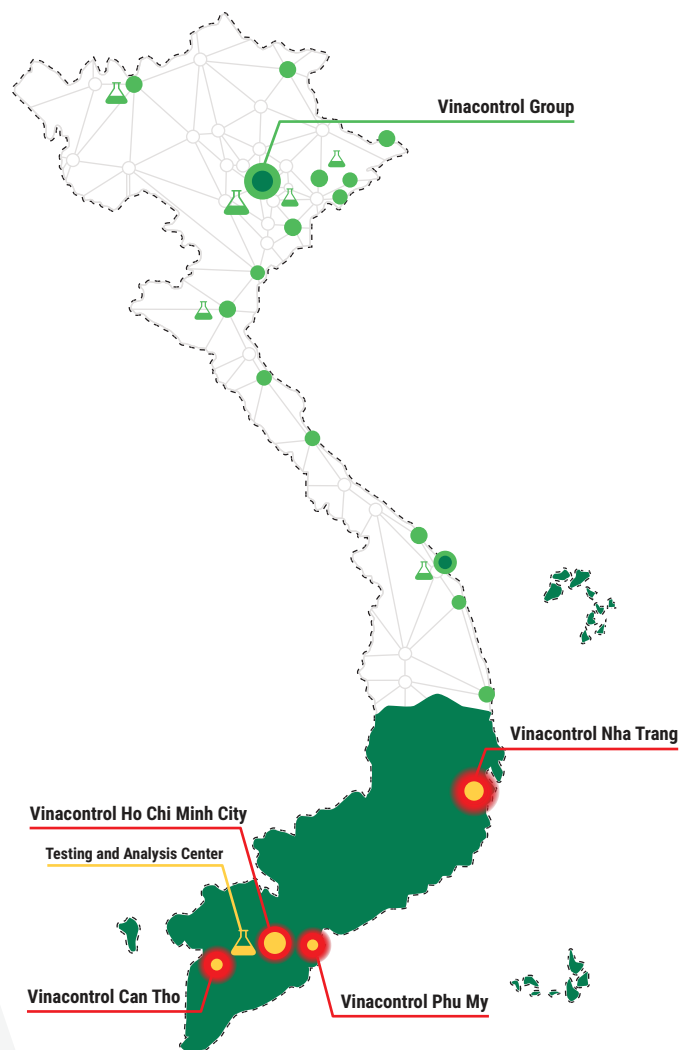 Vinacontrol Group
Vinacontrol Nha Trang
Vinacontrol Ho Chi Minh City
Testing and Analysis Center
Vinacontrol Can Tho
Vinacontrol Phu My